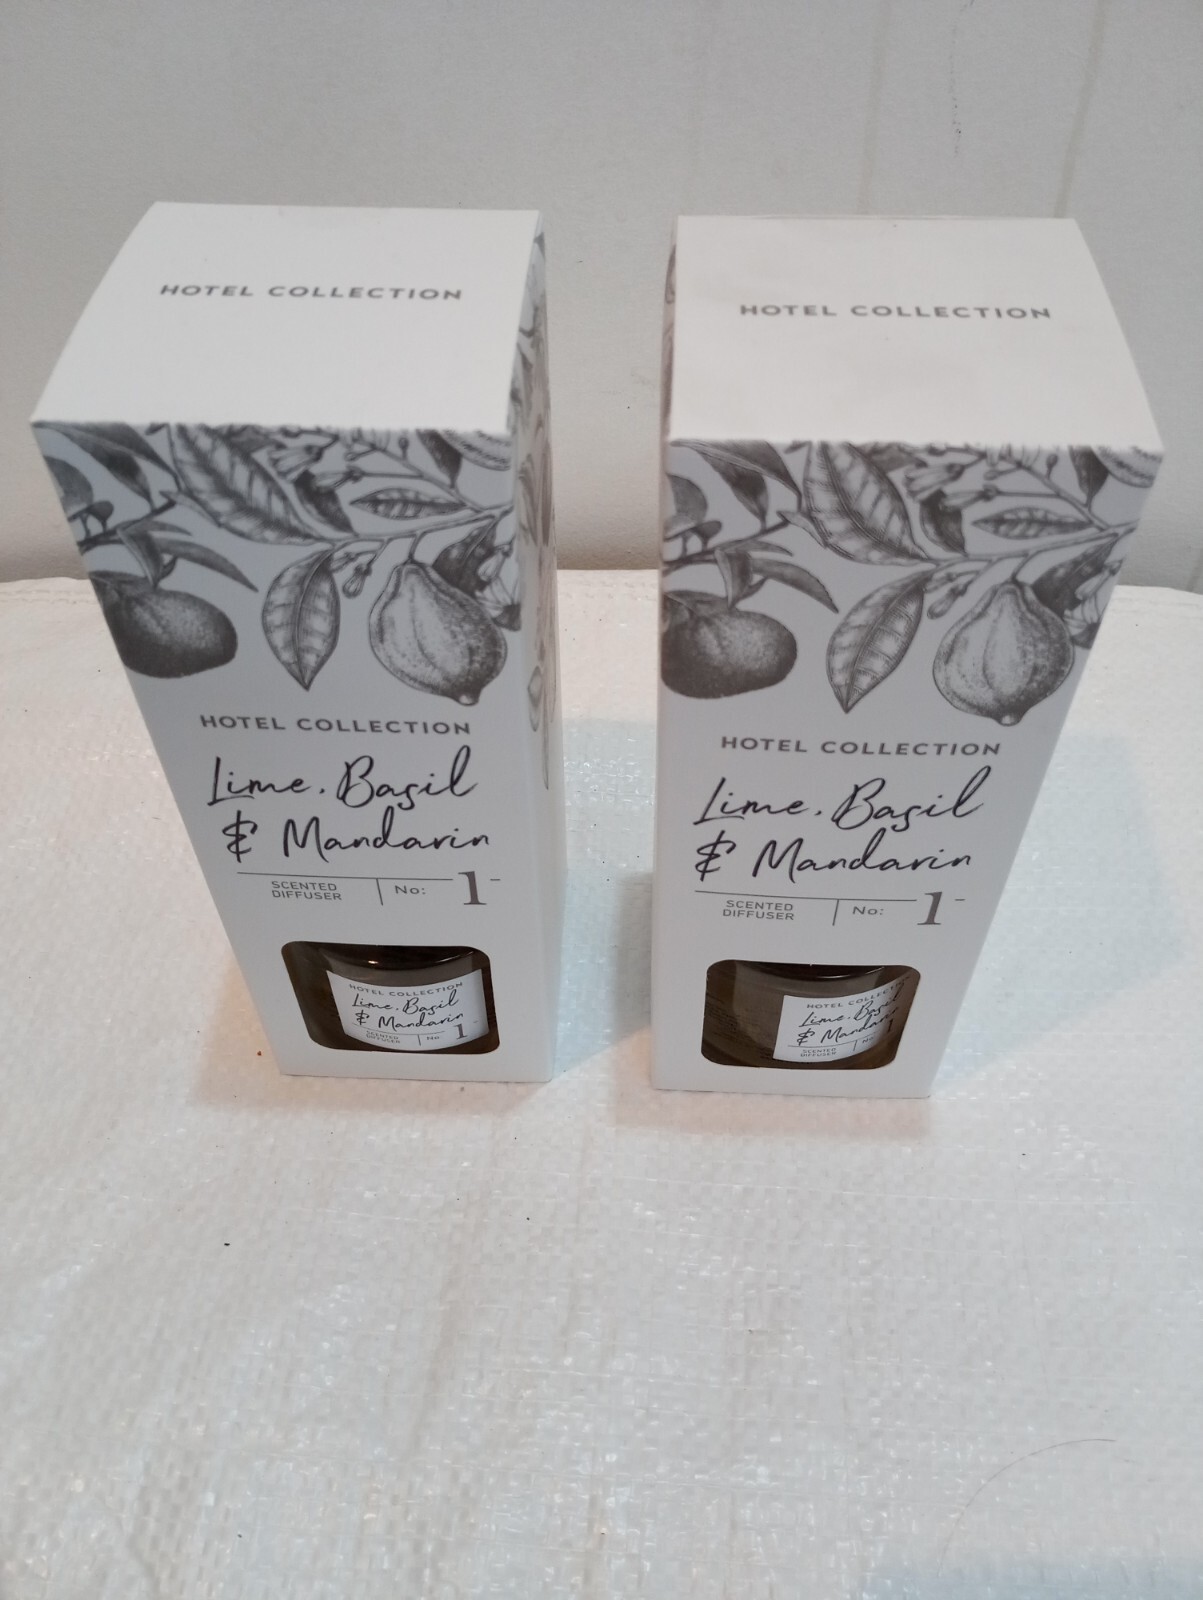 HOTEL COLLECTION
HOTEL COLLECTION
Lime, Basil
& Mandarin
SCENTED
DIFFUSER
No: 1
HOTEL COLLECTION
Lime, Basil
& Mandarin
SCENTED
DIFFUSER
No: 1
HOTEL COLLECTION
HOTEL COLLECTION
Lime, Basil
& Mandarin
SCENTED
DIFFUSER
No: 1
HOTEL COLLECTION
Lime, Basil
& Mandarin
SCENTED
DIFFUSER
No: